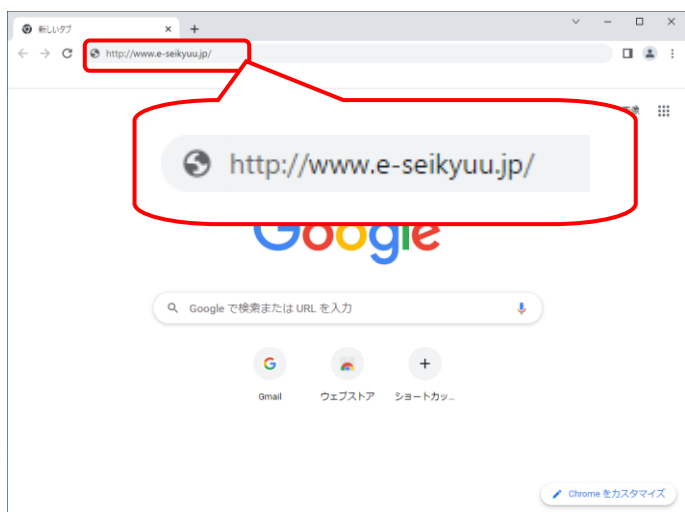 新しいタブ
http://www.e-seikyuu.jp/
http://www.e-seikyuu.jp/
Google
Google で検索または URL を入力
Gmail
ウェブストア
ショートカッ...
Chrome をカスタマイズ